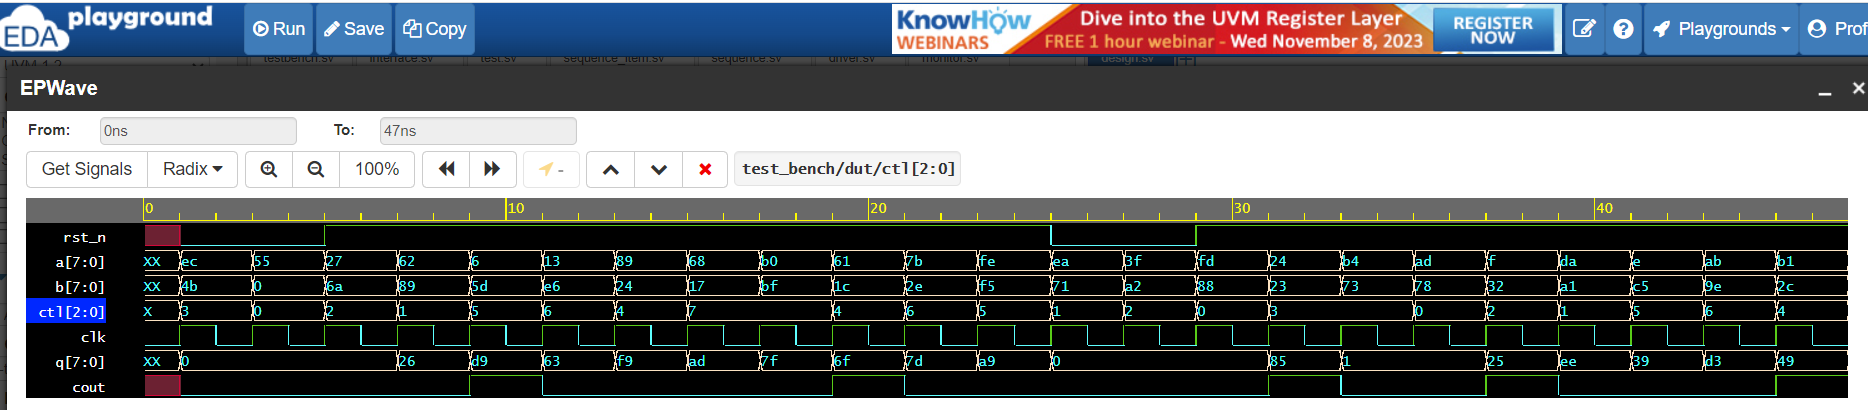 EDA playground Run Save Copy KnowHow WEBINARS Dive into the UVM Register Layer REGISTER NOW Playgrounds Prof
FREE 1 hour webinar - Wed November 8, 2023
testbench.sv interface.sv test.sv sequence_item.sv sequence.sv driver.sv monitor.sv design.sv
EPWave
From: 0ns To: 47ns
Get Signals Radix 100% - test_bench/dut/ctl[2:0]
0 10 20 30 40
rst_n
a[7:0] XX ec 55 27 62 6 13 89 68 b0 61 7b fe ea 3f fd 24 b4 ad f da e ab b1
b[7:0] XX 4b 0 6a 89 5d e6 24 17 bf 1c 2e f5 71 a2 88 23 73 78 32 a1 c5 9e 2c
ctl[2:0] X 3 0 2 1 5 6 4 7 4 6 5 1 2 0 3 0 2 1 5 6 4
clk
q[7:0] XX 0 26 d9 63 f9 ad 7f 6f 7d a9 0 85 1 25 ee 39 d3 49
cout